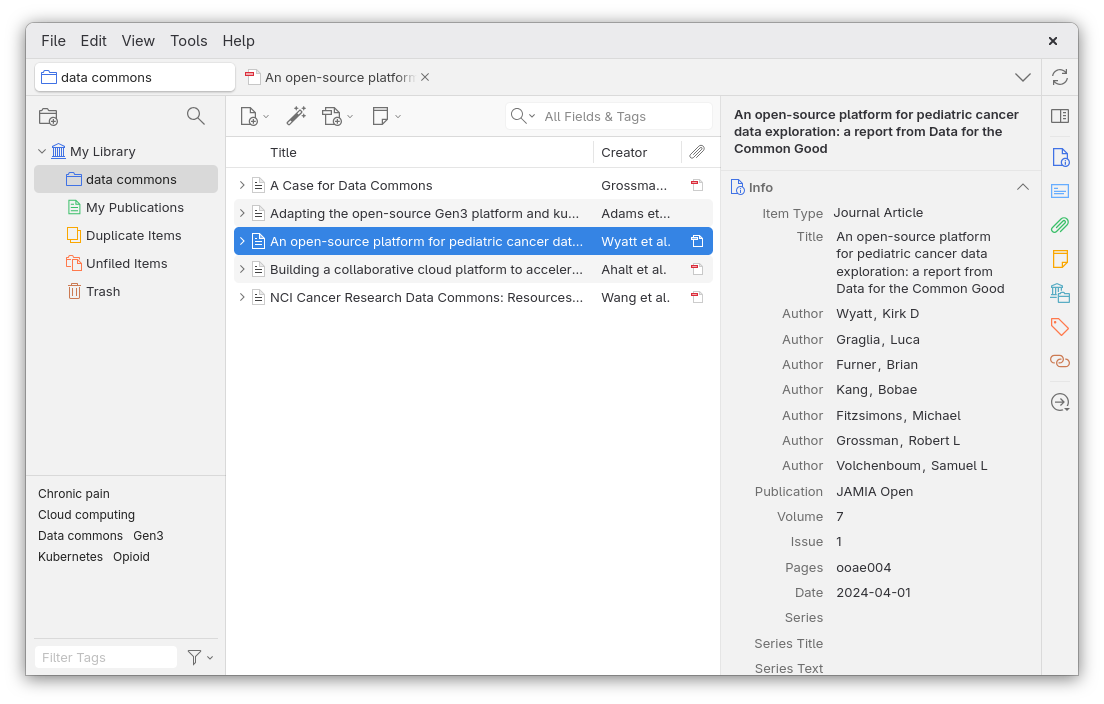 File Edit View Tools Help
data commons
An open-source platforr
My Library
data commons
My Publications
Duplicate Items
Unfiled Items
Trash
Chronic pain
Cloud computing
Data commons Gen3
Kubernetes Opioid
Filter Tags
All Fields & Tags
Title Creator
A Case for Data Commons Grossma...
Adapting the open-source Gen3 platform and ku... Adams et...
An open-source platform for pediatric cancer dat... Wyatt et al.
Building a collaborative cloud platform to acceler... Ahalt et al.
NCI Cancer Research Data Commons: Resources... Wang et al.
An open-source platform for pediatric cancer
data exploration: a report from Data for the
Common Good
Info
Item Type Journal Article
Title An open-source platform
for pediatric cancer data
exploration: a report from
Data for the Common Good
Author Wyatt, Kirk D
Author Graglia, Luca
Author Furner, Brian
Author Kang, Bobae
Author Fitzsimons, Michael
Author Grossman, Robert L
Author Volchenboum, Samuel L
Publication JAMIA Open
Volume 7
Issue 1
Pages ooae004
Date 2024-04-01
Series
Series Title
Series Text